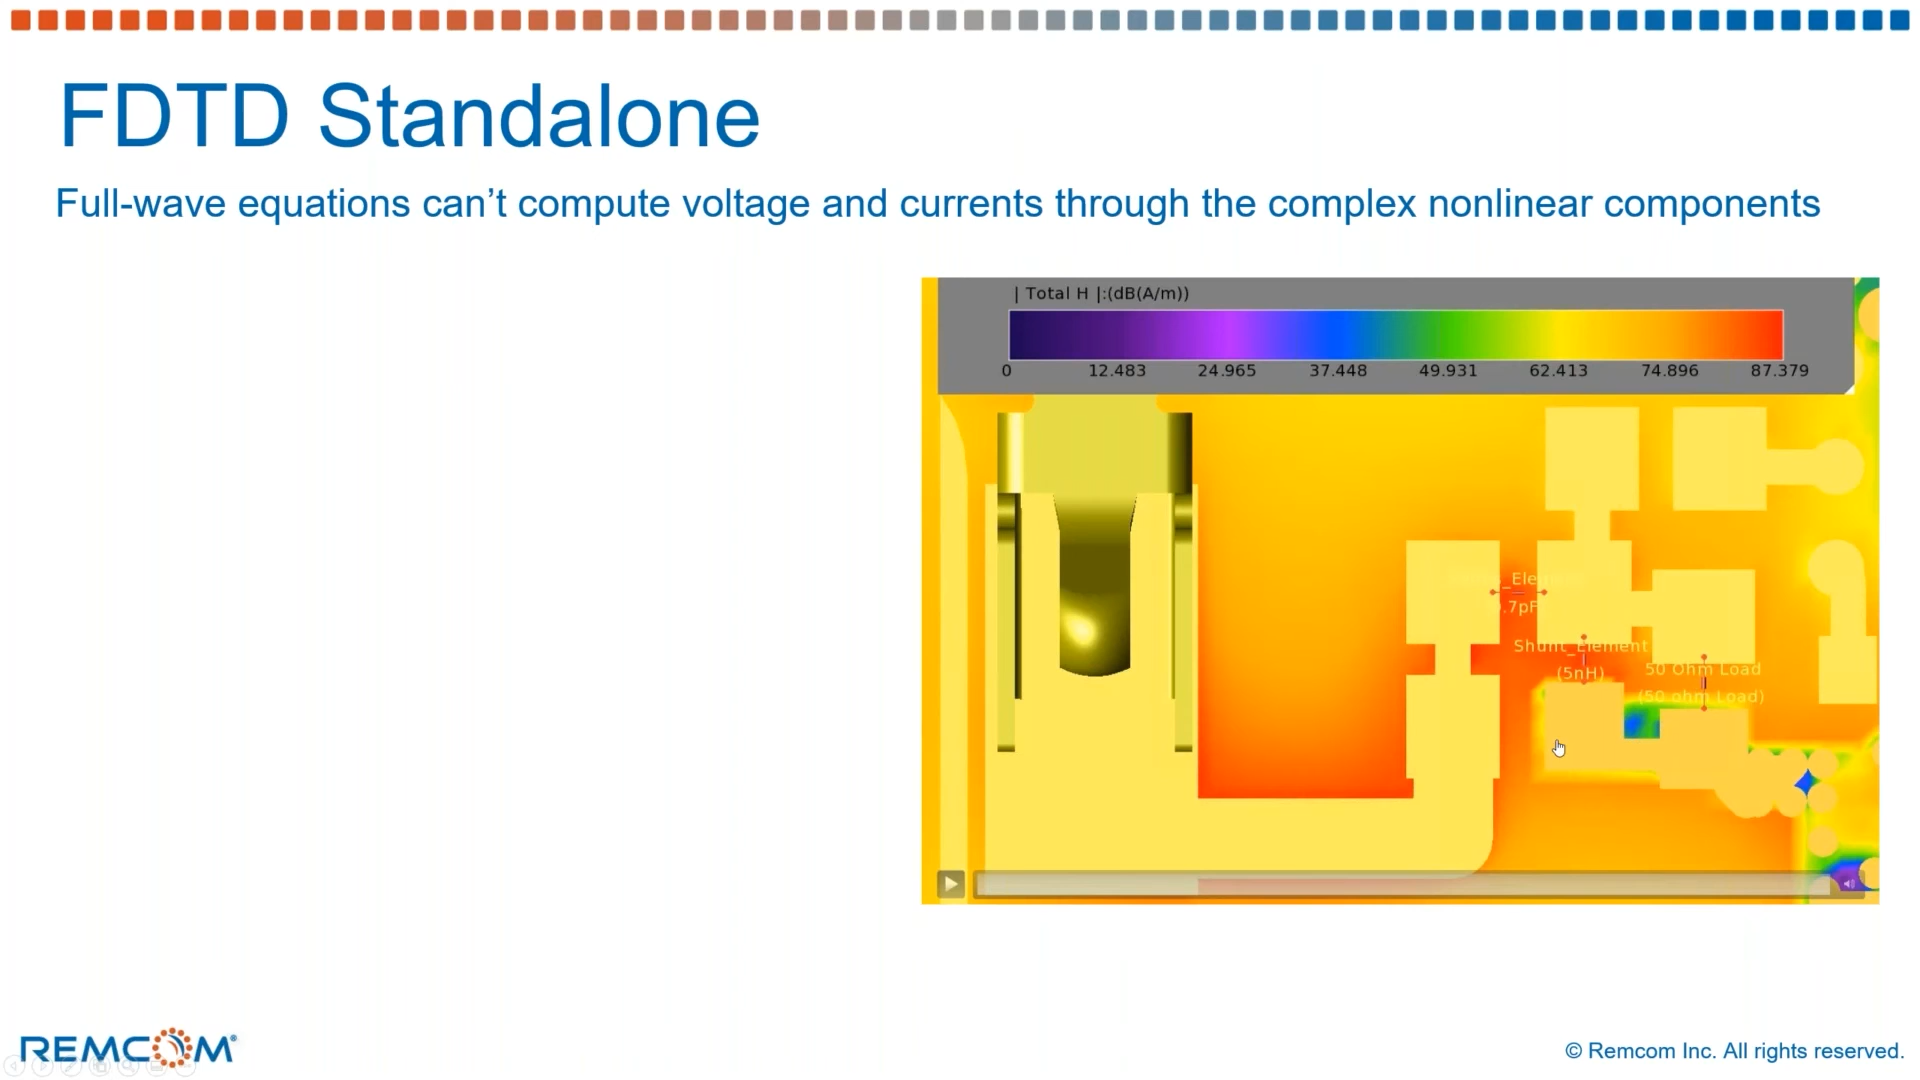 FDTD Standalone
Full-wave equations can’t compute voltage and currents through the complex nonlinear components
| Total H |:(dB(A/m))
0 12.483 24.965 37.448 49.931 62.413 74.896 87.379
Shunt_Element
(5nH)
50 Ohm Load
(50 ohm Load)
REMCOM®
© Remcom Inc. All rights reserved.